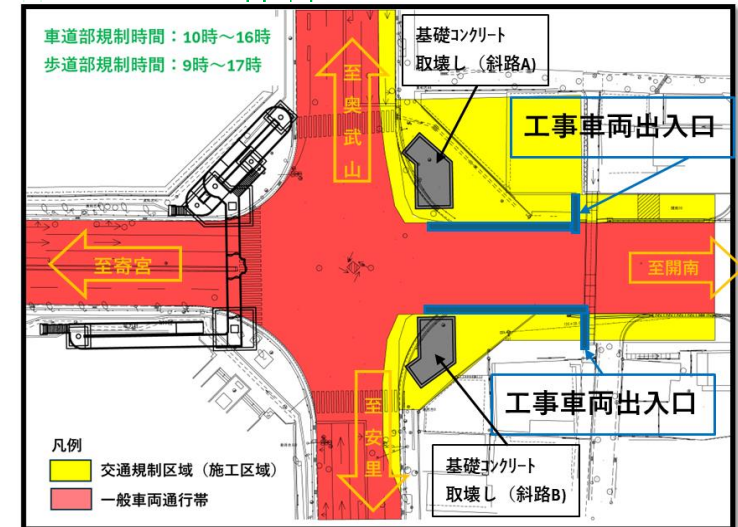 車道部規制時間：10時～16時
歩道部規制時間：9時～17時
基礎ｺﾝｸﾘｰﾄ
取壊し（斜路A）
工事車両出入口
至奥武山
至寄宮
至開南
至安里
工事車両出入口
基礎ｺﾝｸﾘｰﾄ
取壊し（斜路B）
凡例
交通規制区域（施工区域）
一般車両通行帯